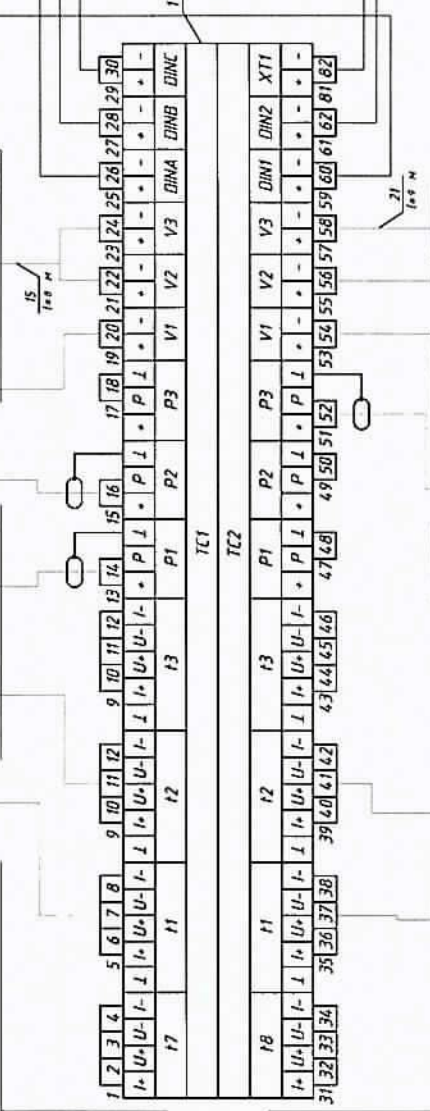 15
1*8 м
1 2 3 4 5 6 7 8 9 10 11 12 9 10 11 12 13 14 15 16 17 18 19 20 21 22 23 24 25 26 27 28 29 30
I+ U+ U- I- ⊥ I+ U+ U- I- ⊥ I+ U+ U- I- ⊥ I+ U+ U- I- + P ⊥ + P ⊥ + P ⊥ + - + - + - + - + - + -
t7 t1 t2 t3 P1 P2 P3 V1 V2 V3 DINA DINB DINC
TC1
TC2
t8 t1 t2 t3 P1 P2 P3 V1 V2 V3 DIN1 DIN2 XT1
I+ U+ U- I- ⊥ I+ U+ U- I- ⊥ I+ U+ U- I- ⊥ I+ U+ U- I- + P ⊥ + P ⊥ + P ⊥ + - + - + - + - + - + -
31 32 33 34 35 36 37 38 39 40 41 42 43 44 45 46 47 48 49 50 51 52 53 54 55 56 57 58 59 60 61 62 81 82
21
1*9 м